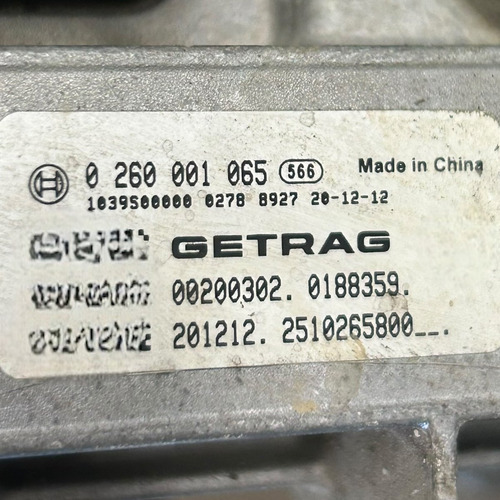 0 260 001 065 566 Made in China
1039S00000 0278 8927 20-12-12
GETRAG
00200302. 0188359.
201212. 2510265800__.